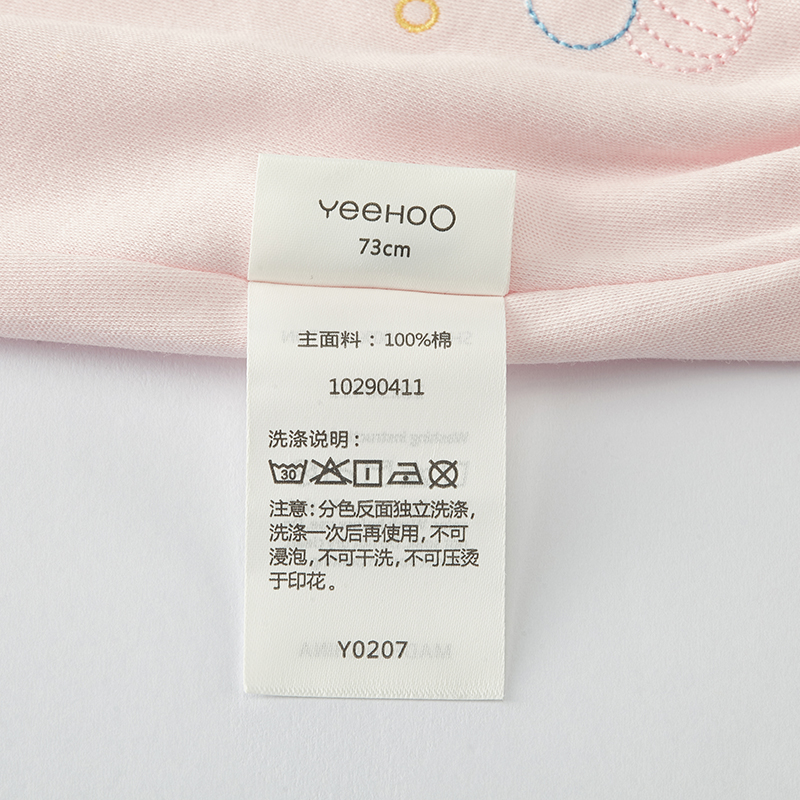 YeeHoO
73cm
主面料：100%棉
10290411
洗涤说明：
30
注意：分色反面独立洗涤，
洗涤一次后再使用，不可
浸泡，不可干洗，不可压烫
于印花。
Y0207